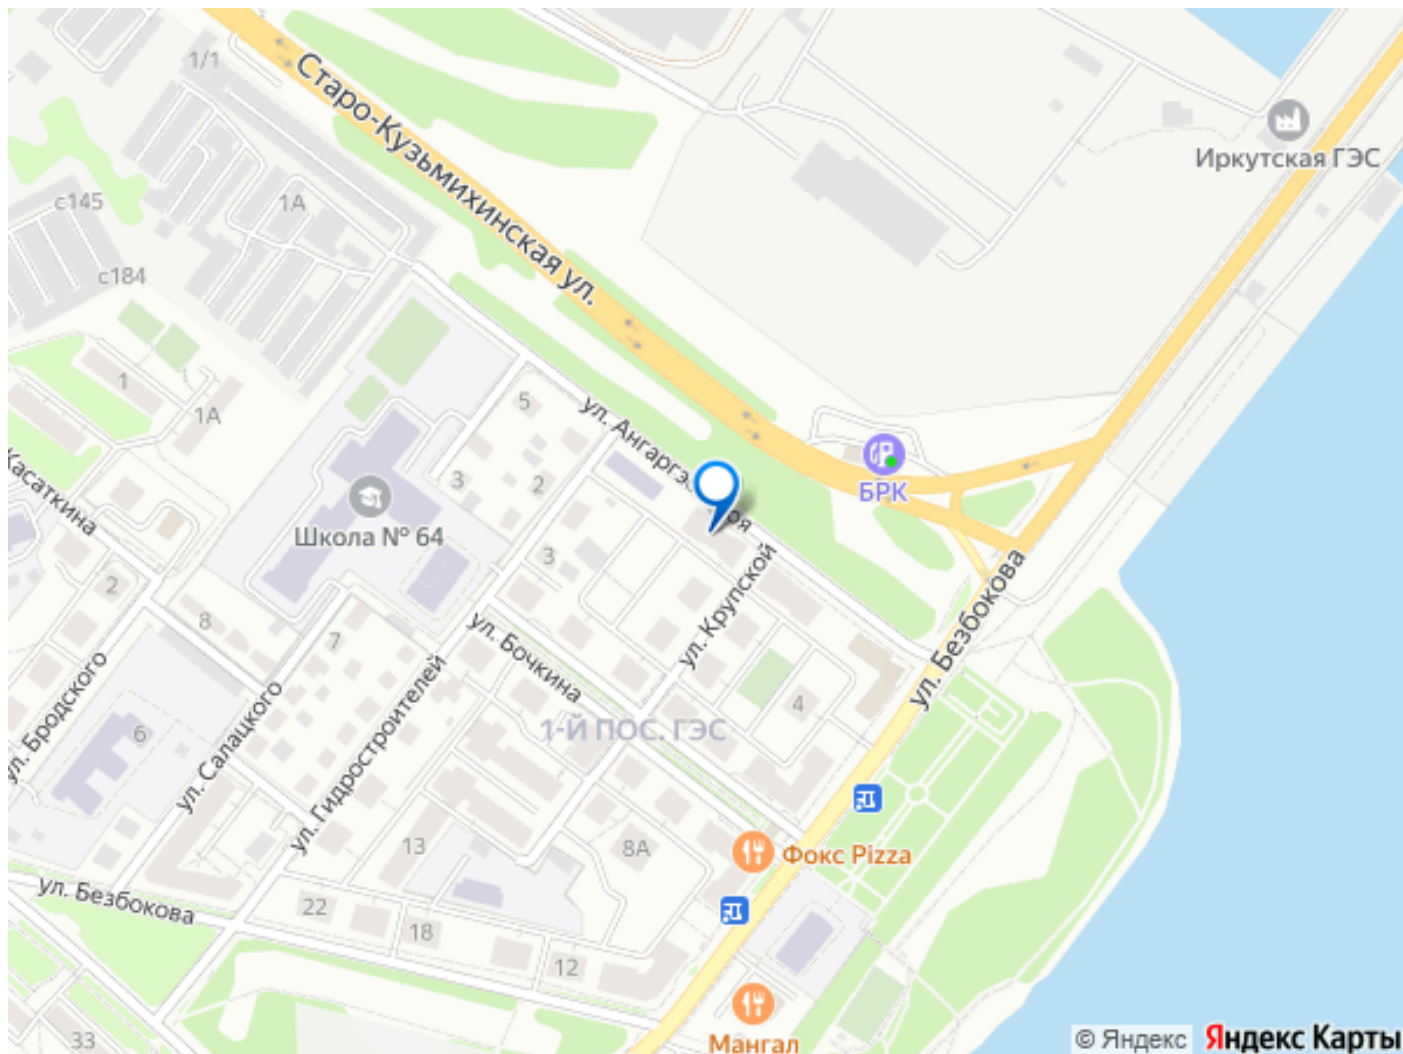 1/1
Старо-Кузьмихинская ул.
Иркутская ГЭС
с145
1А
с184
1
1А
5
ул. Ангаргэс
роя
БРК
Касаткина
3
2
Школа № 64
3
2
8
7
ул. Крупской
ул. Безбокова
ул. Бочкина
ул. Бродского
6
ул. Салацкого
ул. Гидростроителей
4
1-Й ПОС. ГЭС
13
8А
Фокс Pizza
ул. Безбокова
22
18
12
33
Мангал
© Яндекс Яндекс Карты